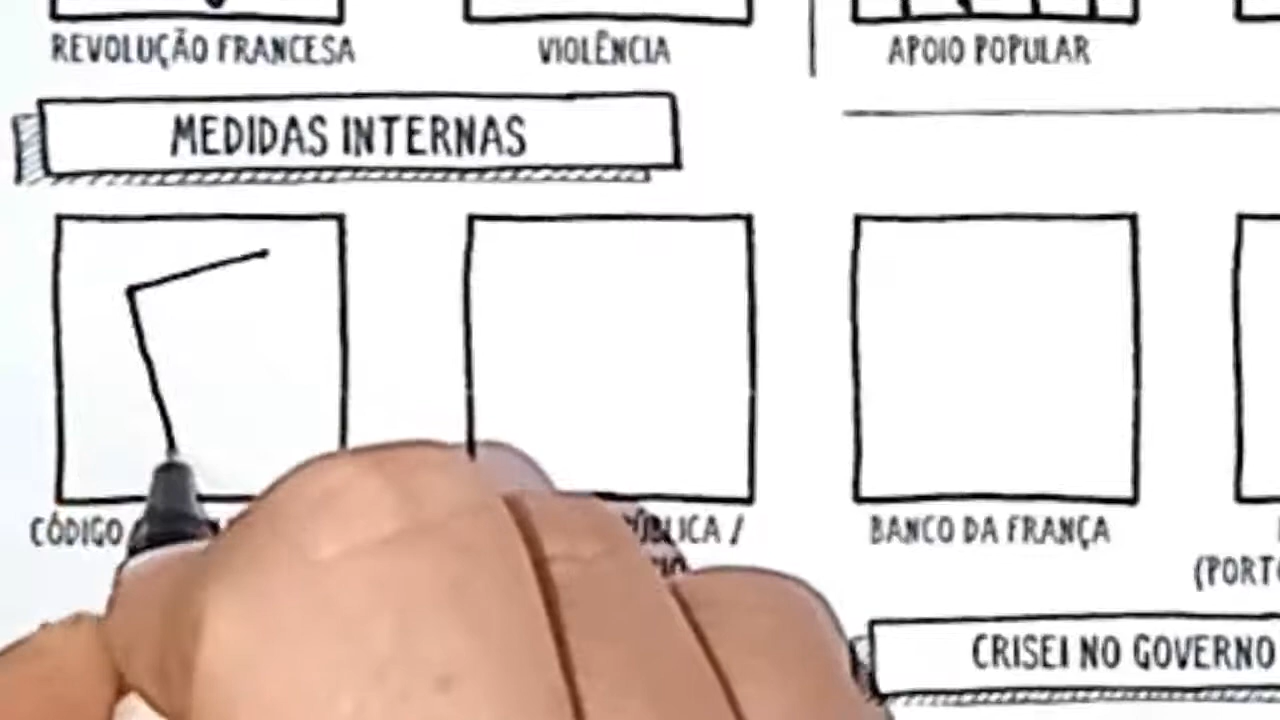 REVOLUÇÃO FRANCESA
VIOLÊNCIA
APOIO POPULAR
MEDIDAS INTERNAS
CÓDIGO
BANCO DA FRANÇA
CRISEI NO GOVERNO